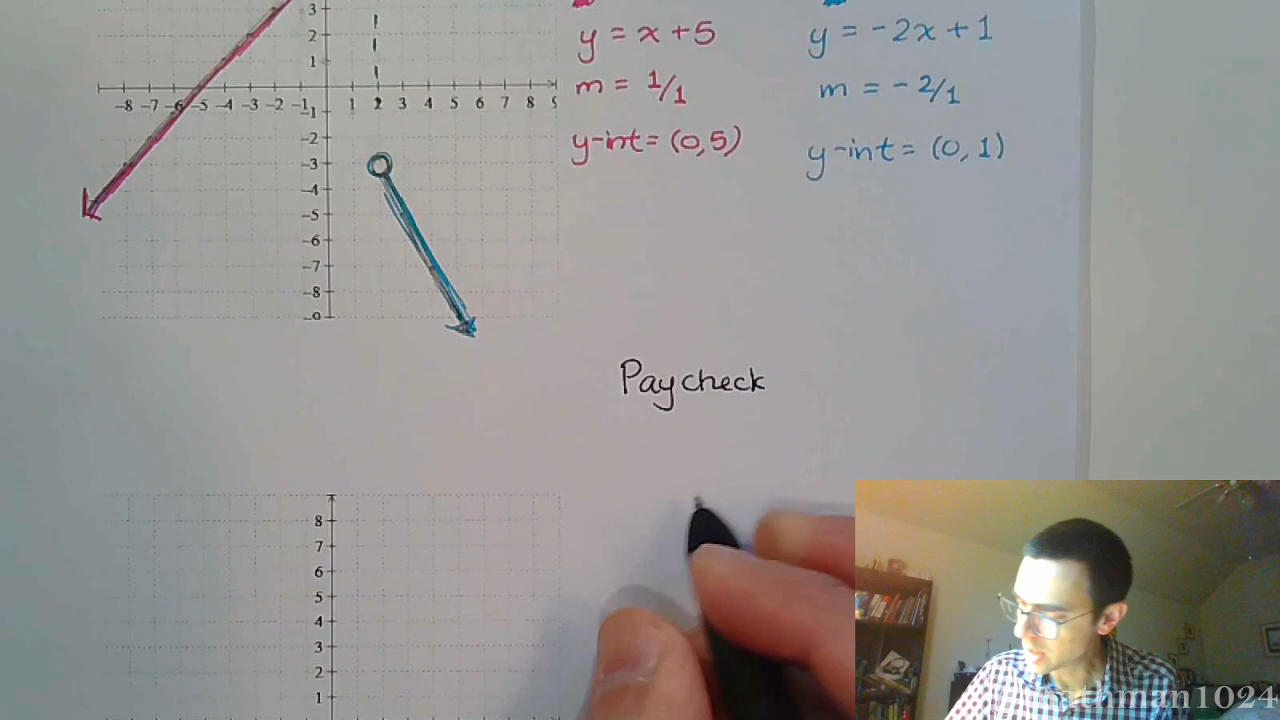 y = x + 5
y = -2x + 1
m = 1/1
m = -2/1
y-int = (0, 5)
y-int = (0, 1)
3
2
1
-8 -7 -6 -5 -4 -3 -2 -1 1 2 3 4 5 6 7 8
-1
-2
-3
-4
-5
-6
-7
-8
Paycheck
8
7
6
5
4
3
2
1
mathman1024